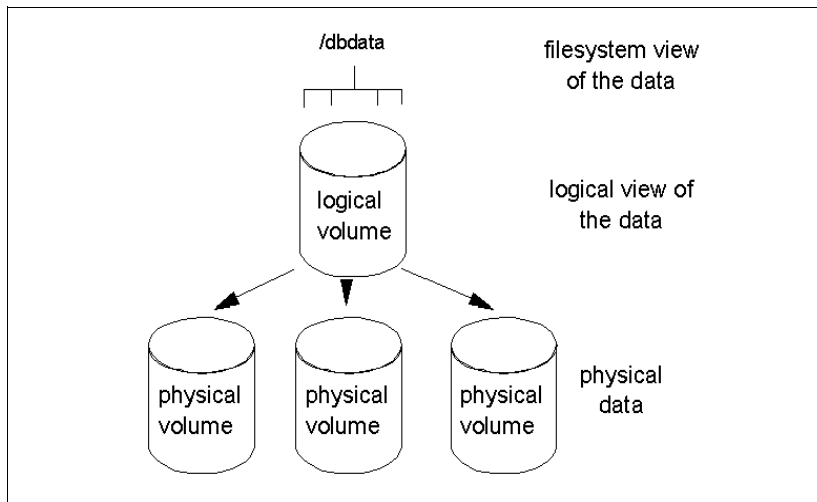 /dbdata
filesystem view
of the data
logical
volume
logical view of
the data
physical
volume
physical
volume
physical
volume
physical
data